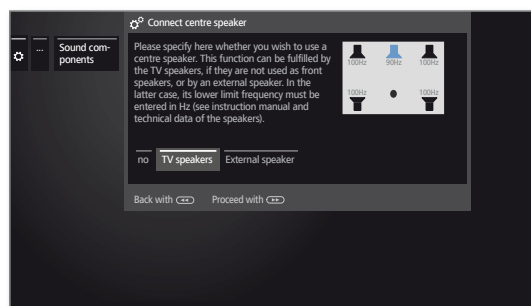 Connect centre speaker
...
Sound com-
ponents
Please specify here whether you wish to use a
centre speaker. This function can be fulfilled by
the TV speakers, if they are not used as front
speakers, or by an external speaker. In the
latter case, its lower limit frequency must be
entered in Hz (see instruction manual and
technical data of the speakers).
100Hz 90Hz 100Hz
100Hz 100Hz
no TV speakers External speaker
Back with Proceed with